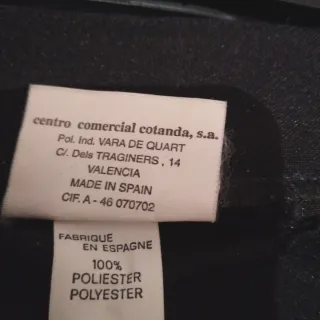 centro comercial cotanda, s.a.
Pol. Ind. VARA DE QUART
C/. Dels TRAGINERS, 14
VALENCIA
MADE IN SPAIN
CIF. A - 46 070702
FABRIQUE
EN ESPAGNE
100%
POLIESTER
POLYESTER